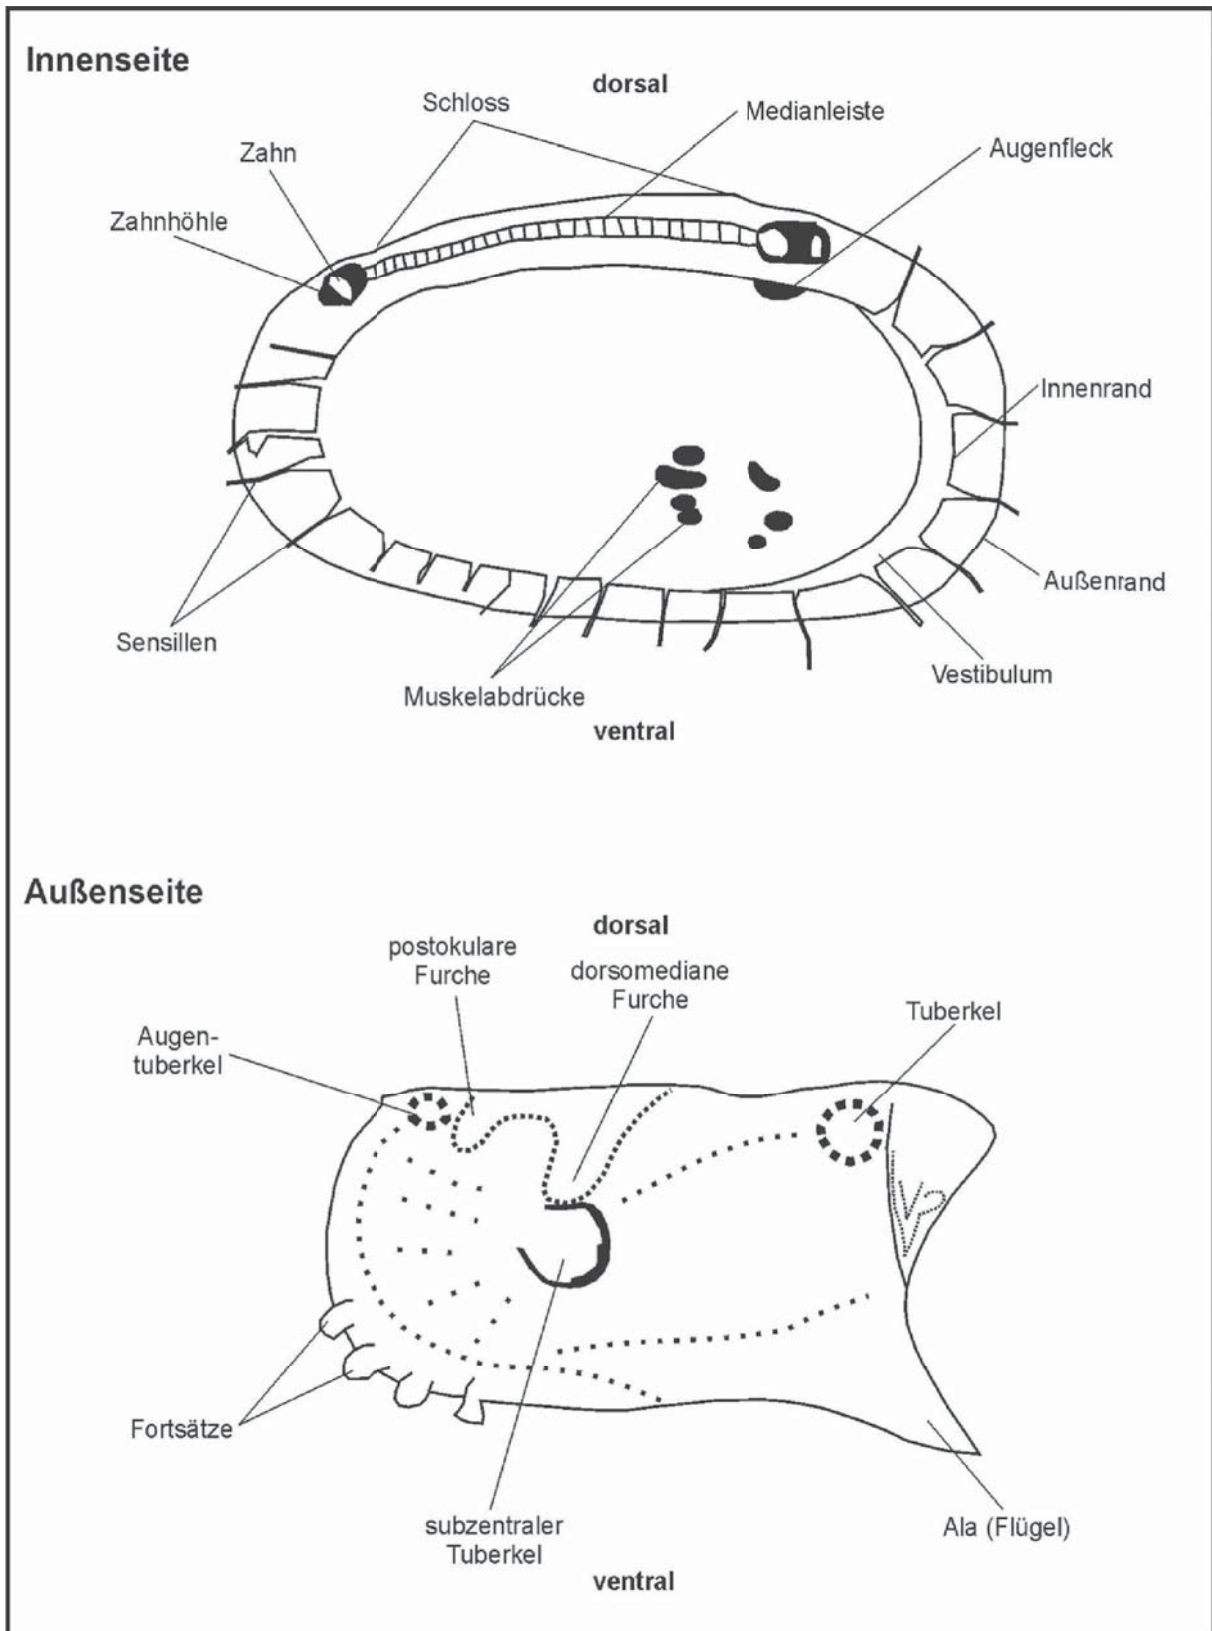 Innenseite
dorsal
Schloss
Medianleiste
Zahn
Augenfleck
Zahnhöhle
Innenrand
Außenrand
Sensillen
Vestibulum
Muskelabdrücke
ventral
Außenseite
dorsal
postokulare
Furche
dorsomediane
Furche
Tuberkel
Augen-
tuberkel
Fortsätze
subzentraler
Tuberkel
Ala (Flügel)
ventral